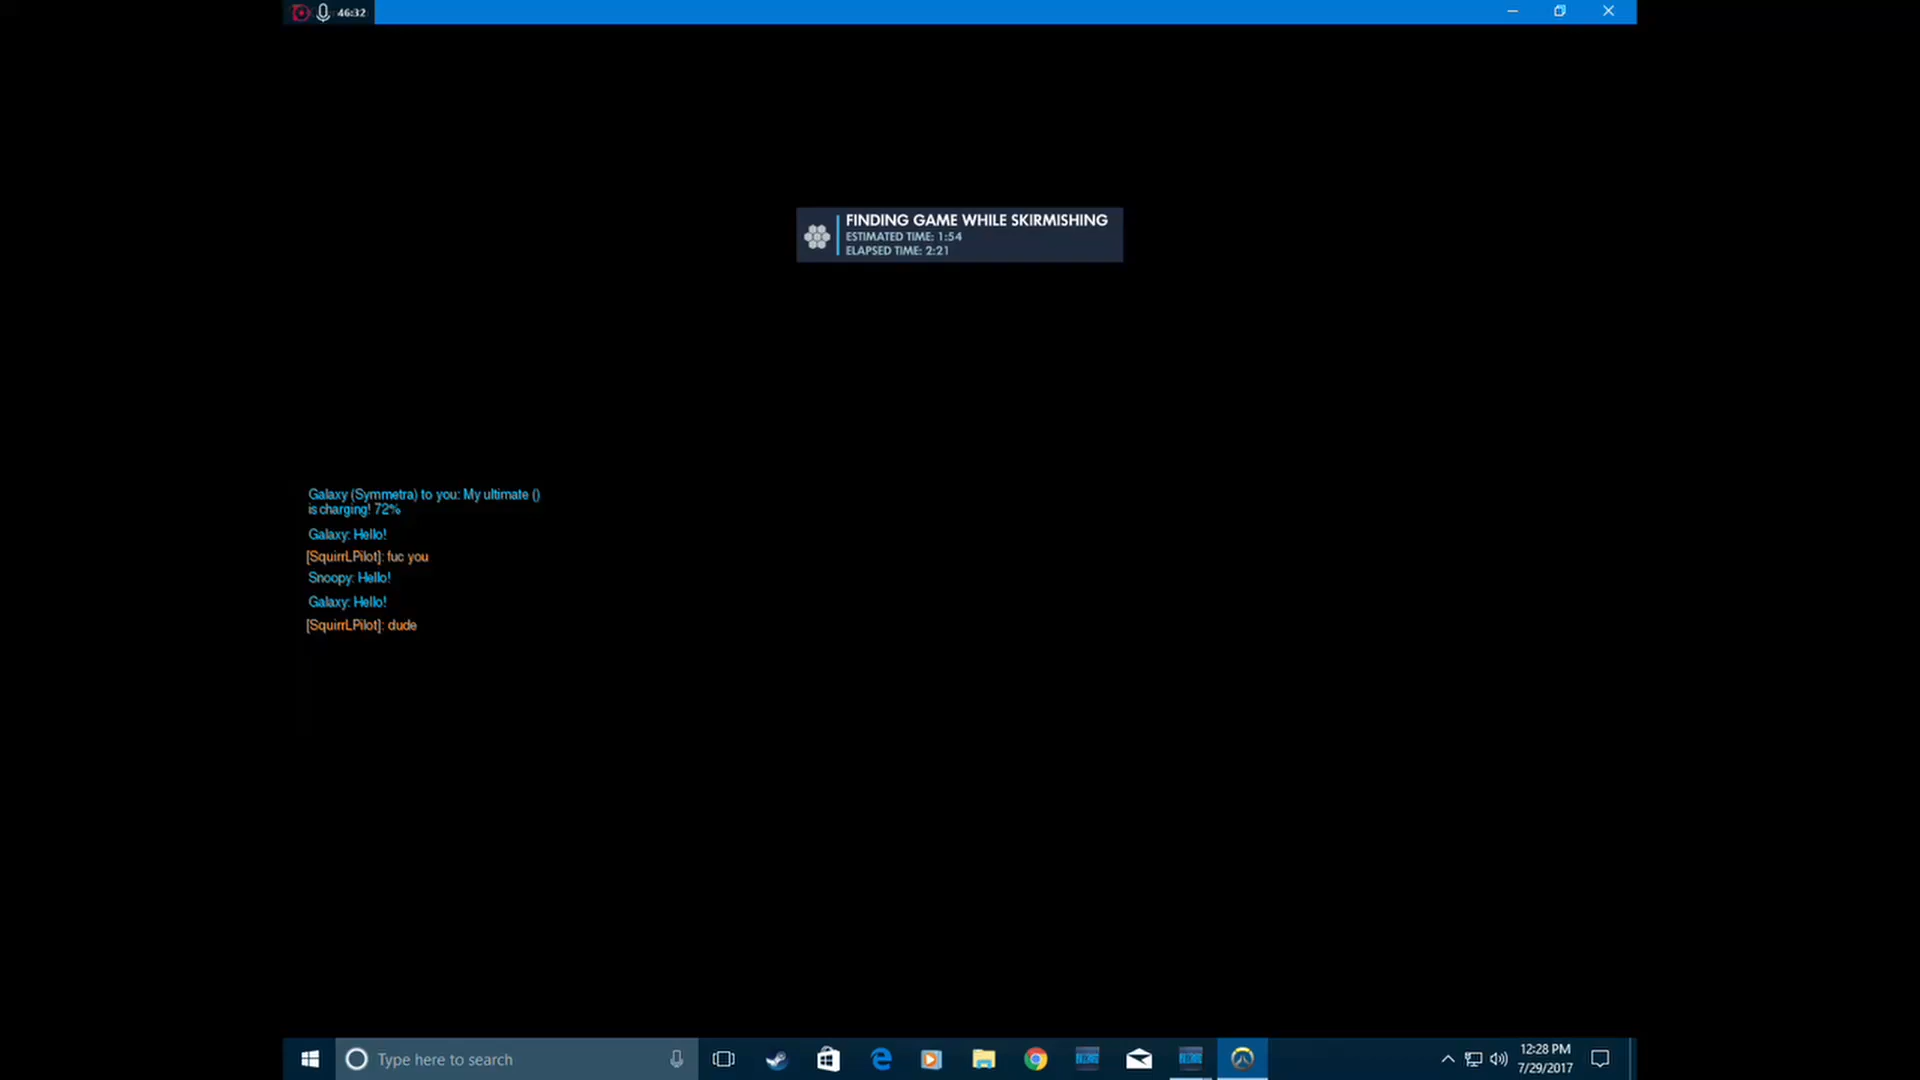 46:32
FINDING GAME WHILE SKIRMISHING
ESTIMATED TIME: 1:54
ELAPSED TIME: 2:21
Galaxy (Symmetra) to you: My ultimate ()
is charging! 72%
Galaxy: Hello!
[SquirrLPilot]: fuc you
Snoopy: Hello!
Galaxy: Hello!
[SquirrLPilot]: dude
Type here to search
12:28 PM
7/29/2017